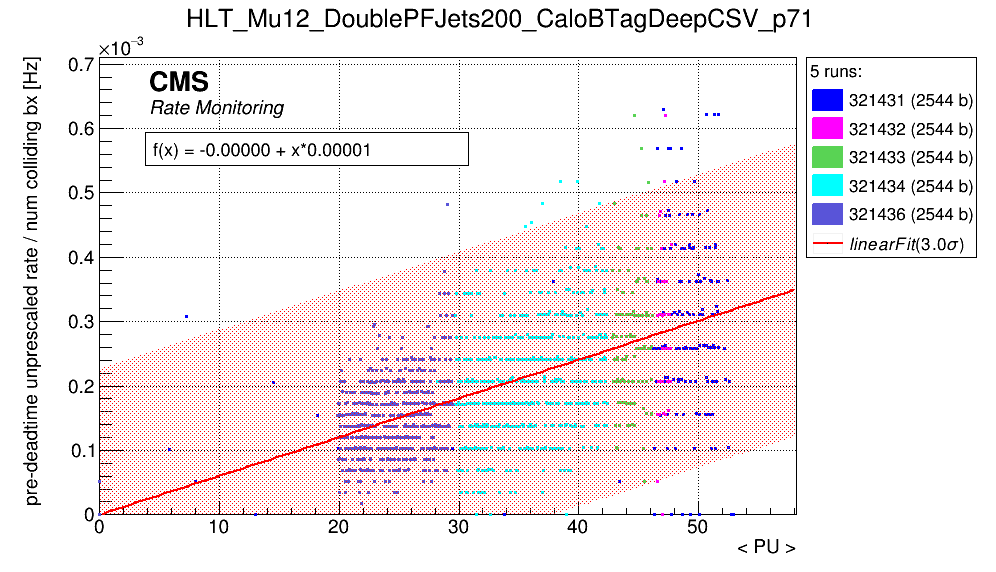 HLT_Mu12_DoublePFJets200_CaloBTagDeepCSV_p71
×10⁻³
pre-deadtime unprescaled rate / num colliding bx [Hz]
0.7
0.6
0.5
0.4
0.3
0.2
0.1
0
CMS
Rate Monitoring
f(x) = -0.00000 + x*0.00001
0 10 20 30 40 50
< PU >
5 runs:
321431 (2544 b)
321432 (2544 b)
321433 (2544 b)
321434 (2544 b)
321436 (2544 b)
linearFit(3.0σ)